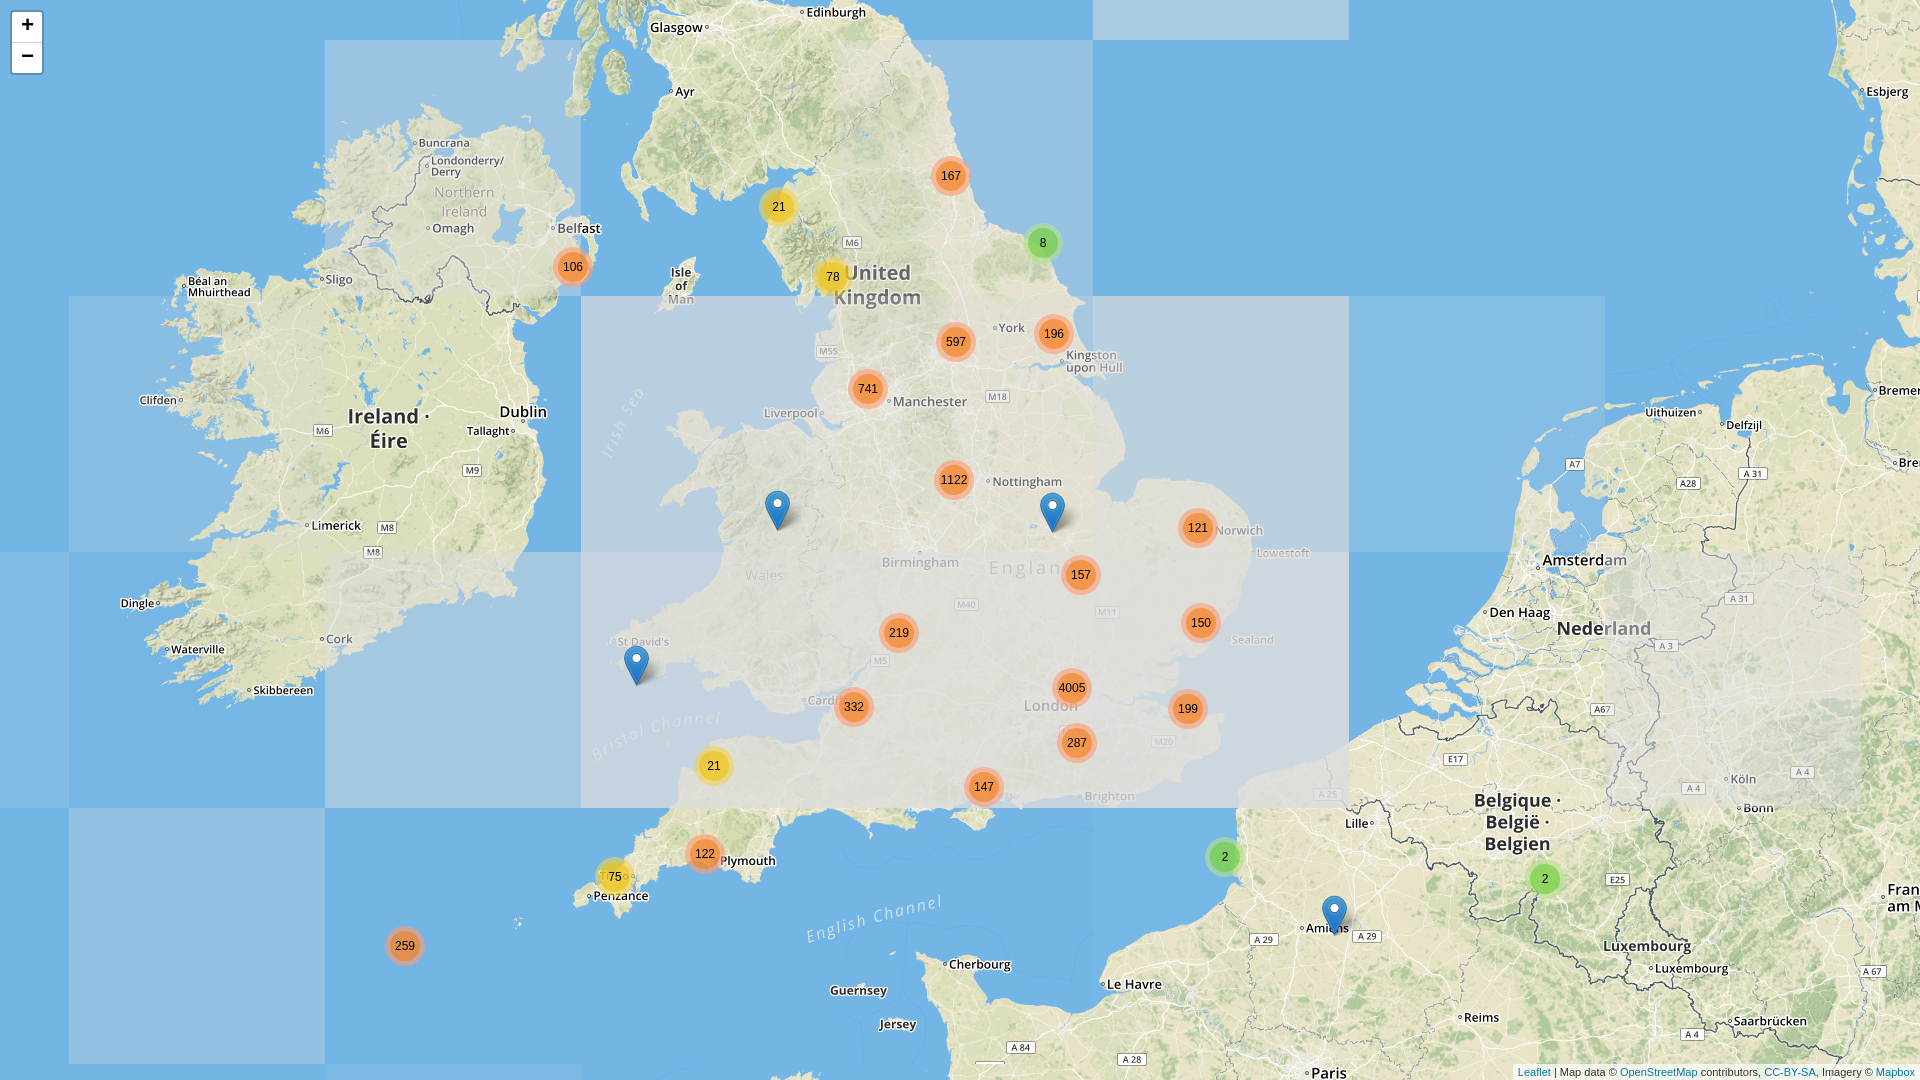 +
−
Edinburgh
Glasgow
Ayr
Esbjerg
Buncrana
Londonderry/
Derry
Northern
Ireland
Omagh
Belfast
167
21
8
M6
106
78
United
Kingdom
Isle
of
Man
Sligo
Béal an
Mhuirthead
York
196
597
Kingston
upon Hull
M55
741
Manchester
M18
Liverpool
Irish Sea
Clifden
Ireland ·
Éire
Dublin
Tallaght
M6
M9
Uithuizen
Delfzijl
A7
A 31
A28
1122
Nottingham
Limerick
M8
M8
121
Norwich
Lowestoft
Birmingham
Wales
157
M40
M11
Amsterdam
Den Haag
Nederland
A 31
A 3
Dingle
Cork
Waterville
Skibbereen
219
150
Sealand
St David's
M5
4005
London
332
199
287
M20
Bristol Channel
A67
E17
21
147
Brighton
A 25
Köln
A 4
A 4
Bonn
Belgique ·
België ·
Belgien
Lille
2
2
E25
122
Plymouth
75
Penzance
English Channel
259
Amiens
A 29
A 29
Luxembourg
Luxembourg
A 67
Cherbourg
Guernsey
Le Havre
Jersey
Reims
Saarbrücken
A 84
A 28
A 4
Paris
Leaflet | Map data © OpenStreetMap contributors, CC-BY-SA, Imagery © Mapbox